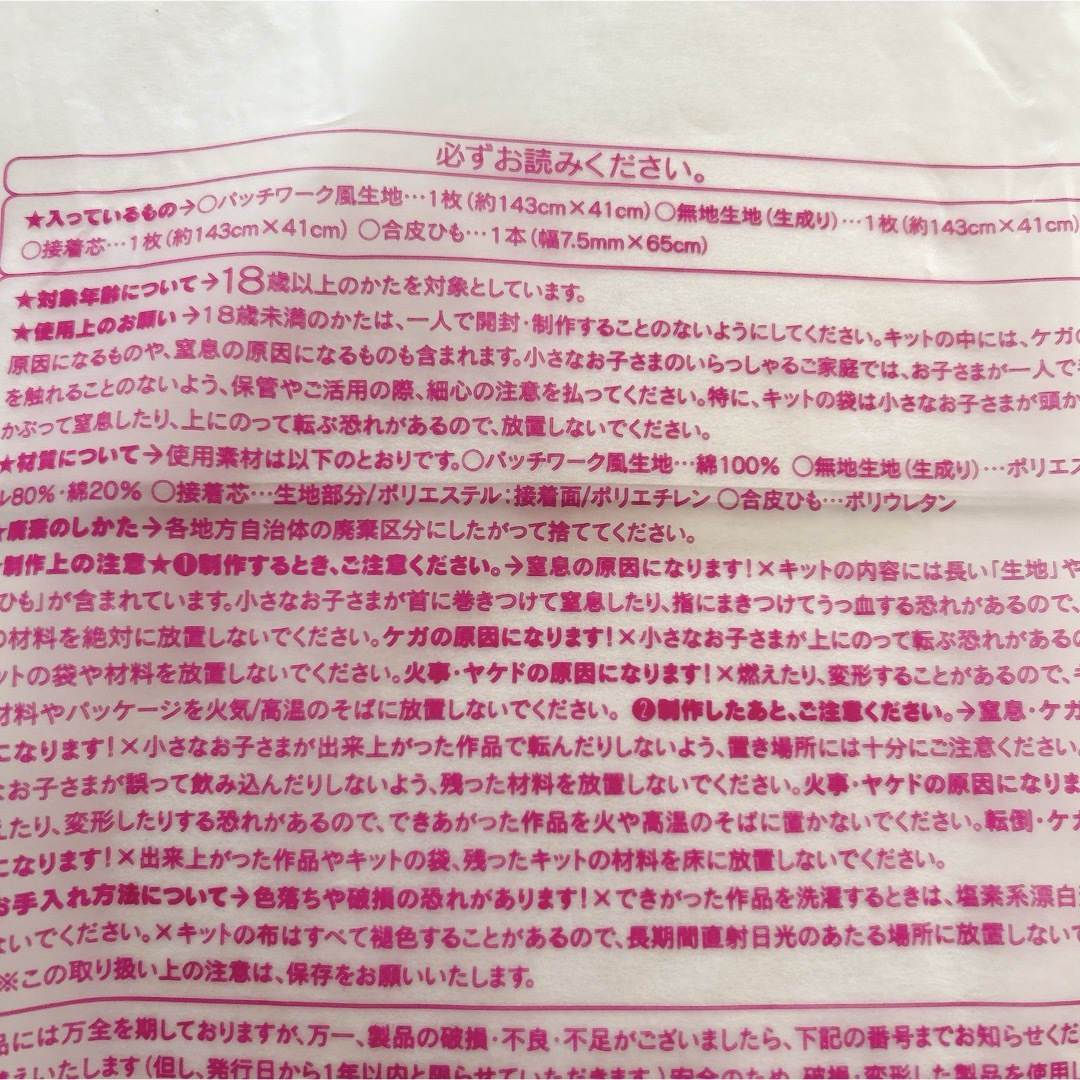 必ずお読みください。
★入っているもの→○パッチワーク風生地…1枚(約143cm×41cm)○無地生地(生成り)…1枚(約143cm×41cm)
○接着芯…1枚(約143cm×41cm) ○合皮ひも…1本(幅7.5mm×65cm)
★対象年齢について→18歳以上のかたを対象としています。
★使用上のお願い→18歳未満のかたは、一人で開封・制作することのないようにしてください。キットの中には、ケガの
原因になるものや、窒息の原因になるものも含まれます。小さなお子さまのいらっしゃるご家庭では、お子さまが一人で
を触れることのないよう、保管やご活用の際、細心の注意を払ってください。特に、キットの袋は小さなお子さまが頭か
かぶって窒息したり、上にのって転ぶ恐れがあるので、放置しないでください。
★材質について→使用素材は以下のとおりです。○パッチワーク風生地…綿100% ○無地生地(生成り)…ポリエス
ル80%・綿20% ○接着芯…生地部分/ポリエステル:接着面/ポリエチレン ○合皮ひも…ポリウレタン
★廃棄のしかた→各地方自治体の廃棄区分にしたがって捨ててください。
制作上の注意★❶制作するとき、ご注意ください。→窒息の原因になります!×キットの内容には長い「生地」や
ひも」が含まれています。小さなお子さまが首に巻きつけて窒息したり、指にまきつけてうっ血する恐れがあるので、
の材料を絶対に放置しないでください。ケガの原因になります!×小さなお子さまが上にのって転ぶ恐れがあるの
ットの袋や材料を放置しないでください。火事・ヤケドの原因になります!×燃えたり、変形することがあるので、
材料やパッケージを火気/高温のそばに放置しないでください。 ❷制作したあと、ご注意ください。→窒息・ケガ
になります!×小さなお子さまが出来上がった作品で転んだりしないよう、置き場所には十分にご注意ください。
なお子さまが誤って飲み込んだりしないよう、残った材料を放置しないでください。火事・ヤケドの原因になりま
えたり、変形したりする恐れがあるので、できあがった作品を火や高温のそばに置かないでください。転倒・ケガ
になります!×出来上がった作品やキットの袋、残ったキットの材料を床に放置しないでください。
お手入れ方法について→色落ちや破損の恐れがあります!×できがった作品を洗濯するときは、塩素系漂白
ないでください。×キットの布はすべて褪色することがあるので、長期間直射日光のあたる場所に放置しないで
※この取り扱い上の注意は、保存をお願いいたします。
品には万全を期しておりますが、万一、製品の破損・不良・不足がございましたら、下記の番号までお知らせくだ
えいたします(但し、発行日から1年以内と限らせていただきます。)安全のため、破損・変形した製品を使用し